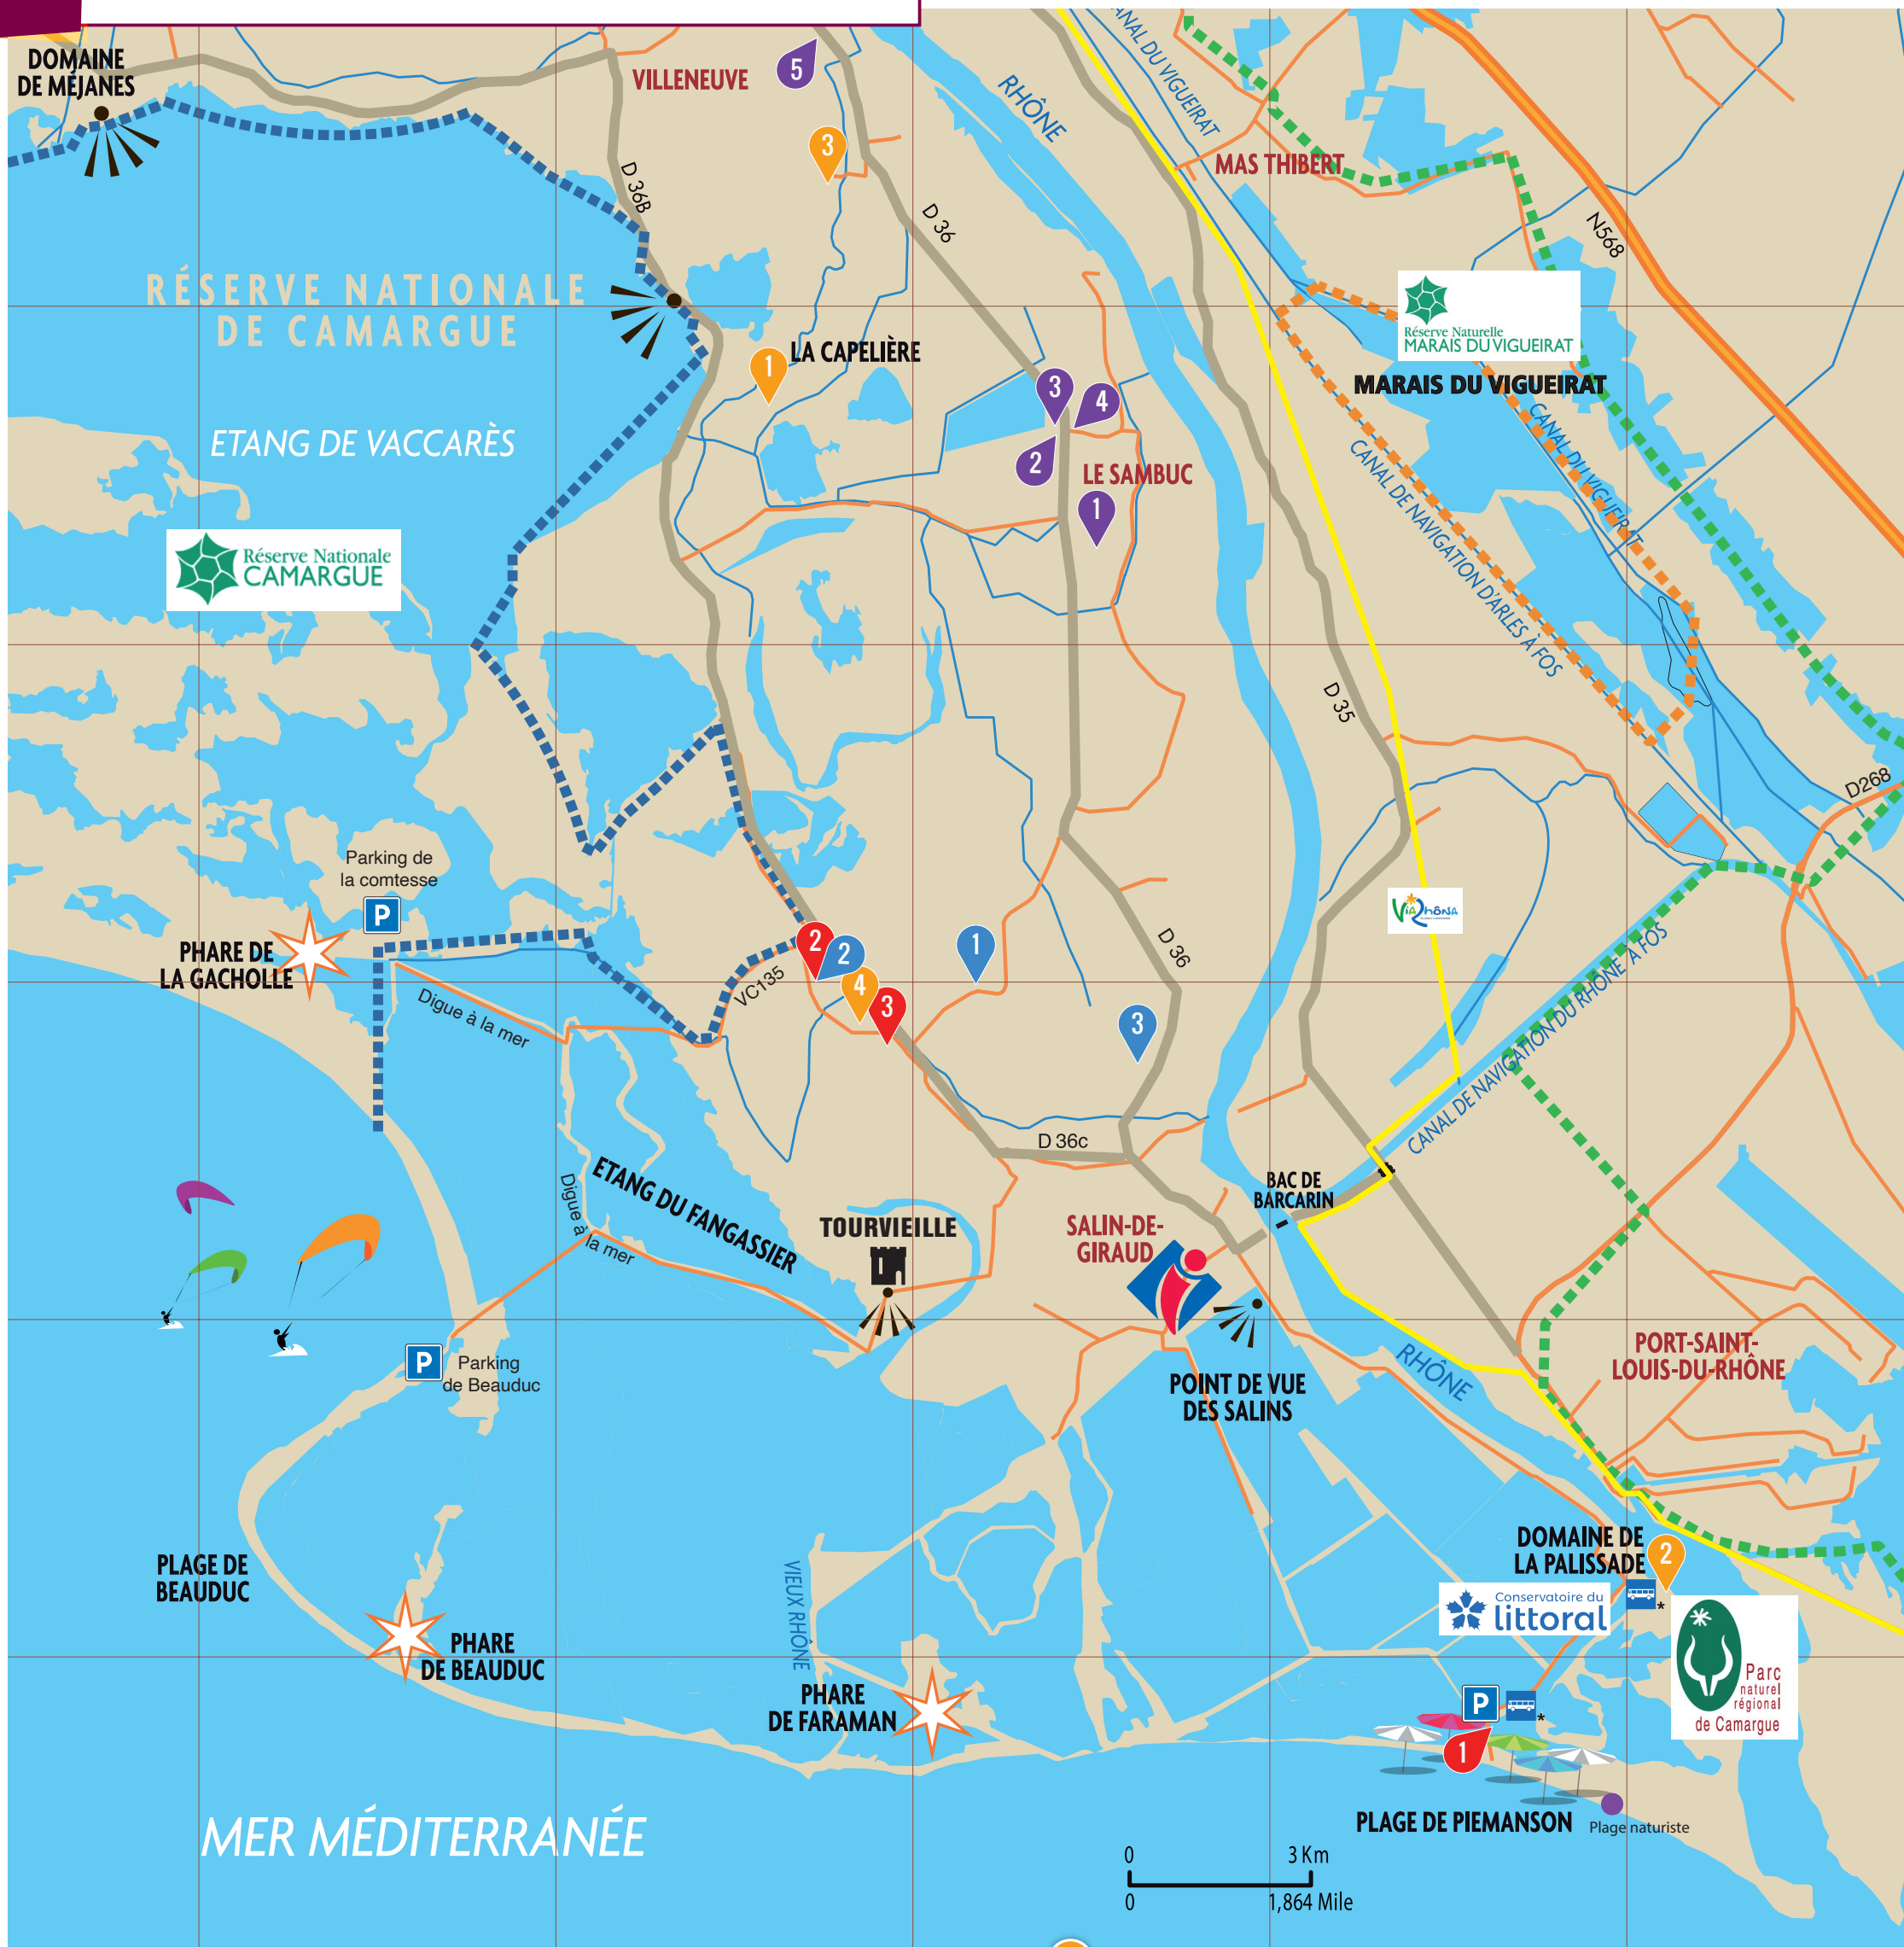 DOMAINE
DE MÉJANES
VILLENEUVE
5
3
RHÔNE
CANAL DU VIGUEIRAT
MAS THIBERT
D 36B
D 36
N568
RÉSERVE NATIONALE
DE CAMARGUE
Réserve Naturelle
MARAIS DU VIGUEIRAT
MARAIS DU VIGUEIRAT
1
LA CAPELIÈRE
3
4
2
LE SAMBUC
1
ETANG DE VACCARÈS
CANAL DU VIGUEIRAT
CANAL DE NAVIGATION D'ARLES À FOS
Réserve Nationale
CAMARGUE
D 35
D268
Parking de
la comtesse
P
PHARE DE
LA GACHOLLE
Digue à la mer
VC135
2
2
4
3
1
3
D 36
ViaRhôna
CANAL DE NAVIGATION DU RHÔNE À FOS
D 36c
BAC DE
BARCARIN
ETANG DU FANGASSIER
Digue à la mer
TOURVIEILLE
SALIN-DE-
GIRAUD
POINT DE VUE
DES SALINS
RHÔNE
PORT-SAINT-
LOUIS-DU-RHÔNE
P
Parking
de Beauduc
PLAGE DE
BEAUDUC
PHARE
DE BEAUDUC
VIEUX RHÔNE
PHARE
DE FARAMAN
DOMAINE DE
LA PALISSADE
2
*
Conservatoire du
littoral
Parc
naturel
régional
de Camargue
P
*
1
PLAGE DE PIEMANSON
Plage naturiste
MER MÉDITERRANÉE
0
3 Km
0
1,864 Mile